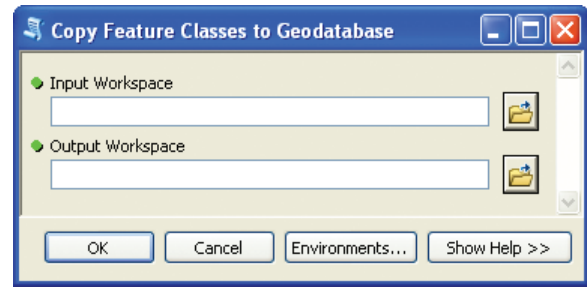 Copy Feature Classes to Geodatabase
Input Workspace
Output Workspace
OK Cancel Environments... Show Help >>